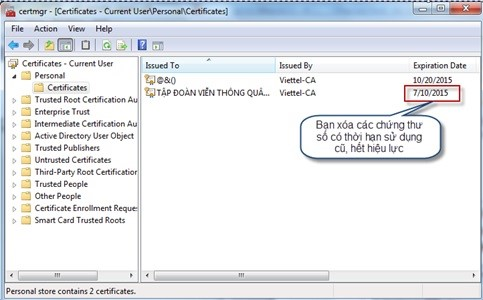 certmgr - [Certificates - Current User\Personal\Certificates]
File Action View Help
Certificates - Current User
Personal
Certificates
Trusted Root Certification Au
Enterprise Trust
Intermediate Certification Au
Active Directory User Object
Trusted Publishers
Untrusted Certificates
Third-Party Root Certification
Trusted People
Other People
Certificate Enrollment Reques
Smart Card Trusted Roots
Issued To Issued By Expiration Date
@&() Viettel-CA 10/20/2015
TẬP ĐOÀN VIỄN THÔNG QUÂ... Viettel-CA 7/10/2015
Bạn xóa các chứng thư
số có thời hạn sử dụng
cũ, hết hiệu lực
Personal store contains 2 certificates.